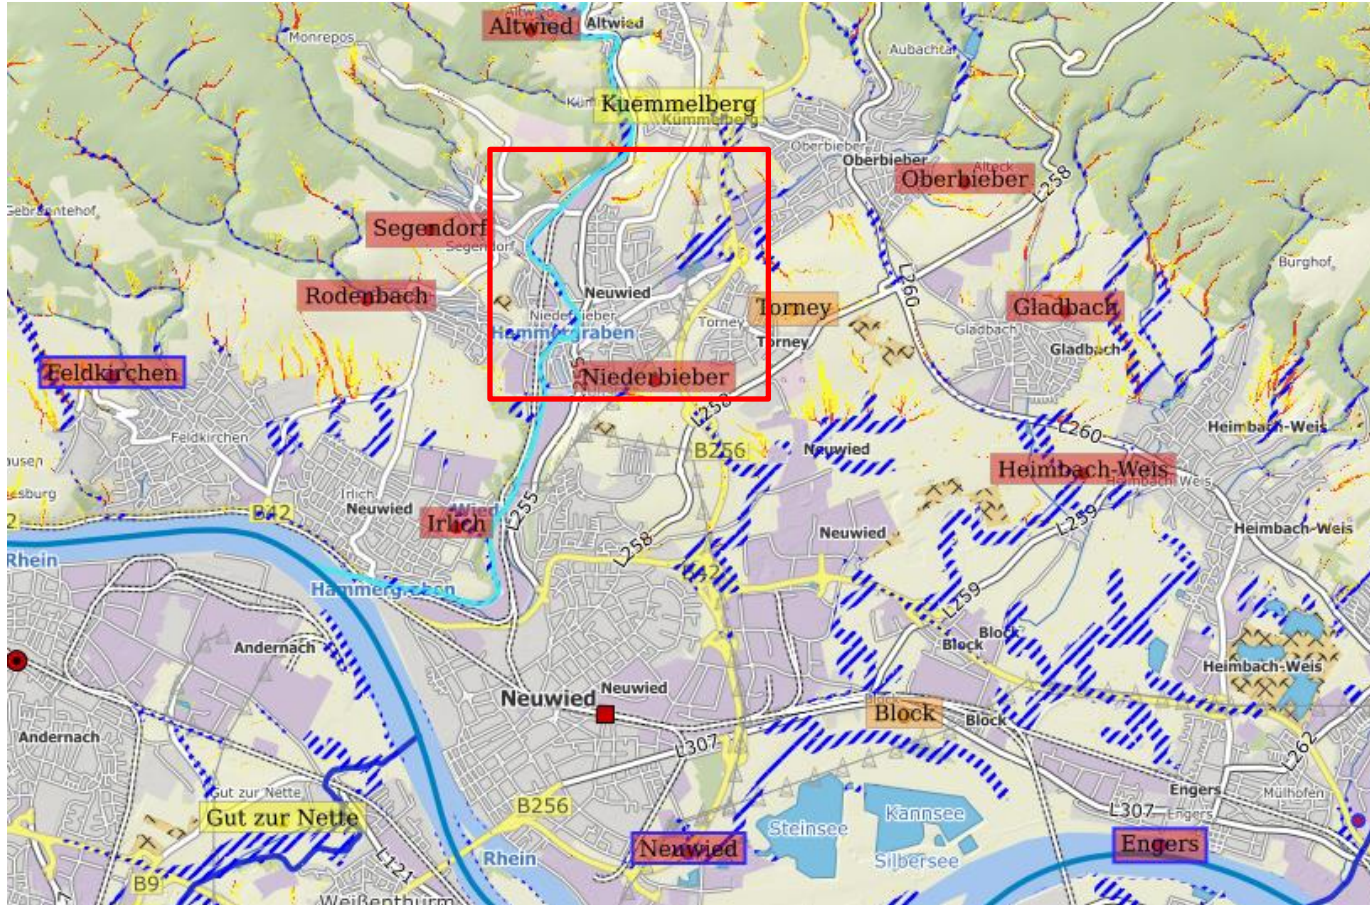 Altwied
Altwied
Monrepos
Aubachtal
Kuemmelberg
Kümmelberg
Oberbieber
Oberbieber
Alteck
Oberbieber
L258
Segendorf
Segendorf
Burghof
L260
Rodenbach
Neuwied
Niederbieber
Hammergraben
Torney
Torney
Torney
Gladbach
Gladbach
Gladbach
Feldkirchen
Niederbieber
L258
Feldkirchen
B256
Neuwied
L260
Heimbach-Weis
Heimbach-Weis
Heimbach Weis
Irlich
Neuwied
B42
Wied
Irlich
L255
L258
L259
Neuwied
Heimbach-Weis
Rhein
Hammergraben
B42
L259
Andernach
Block
Block
Heimbach-Weis
Neuwied
Neuwied
Block
Block
Andernach
L307
L262
Gut zur Nette
Gut zur Nette
B256
Engers
Mülhofen
Engers
L307
Kannsee
Steinsee
Silbersee
Neuwied
Engers
Rhein
L121
B9
Weißenthurm